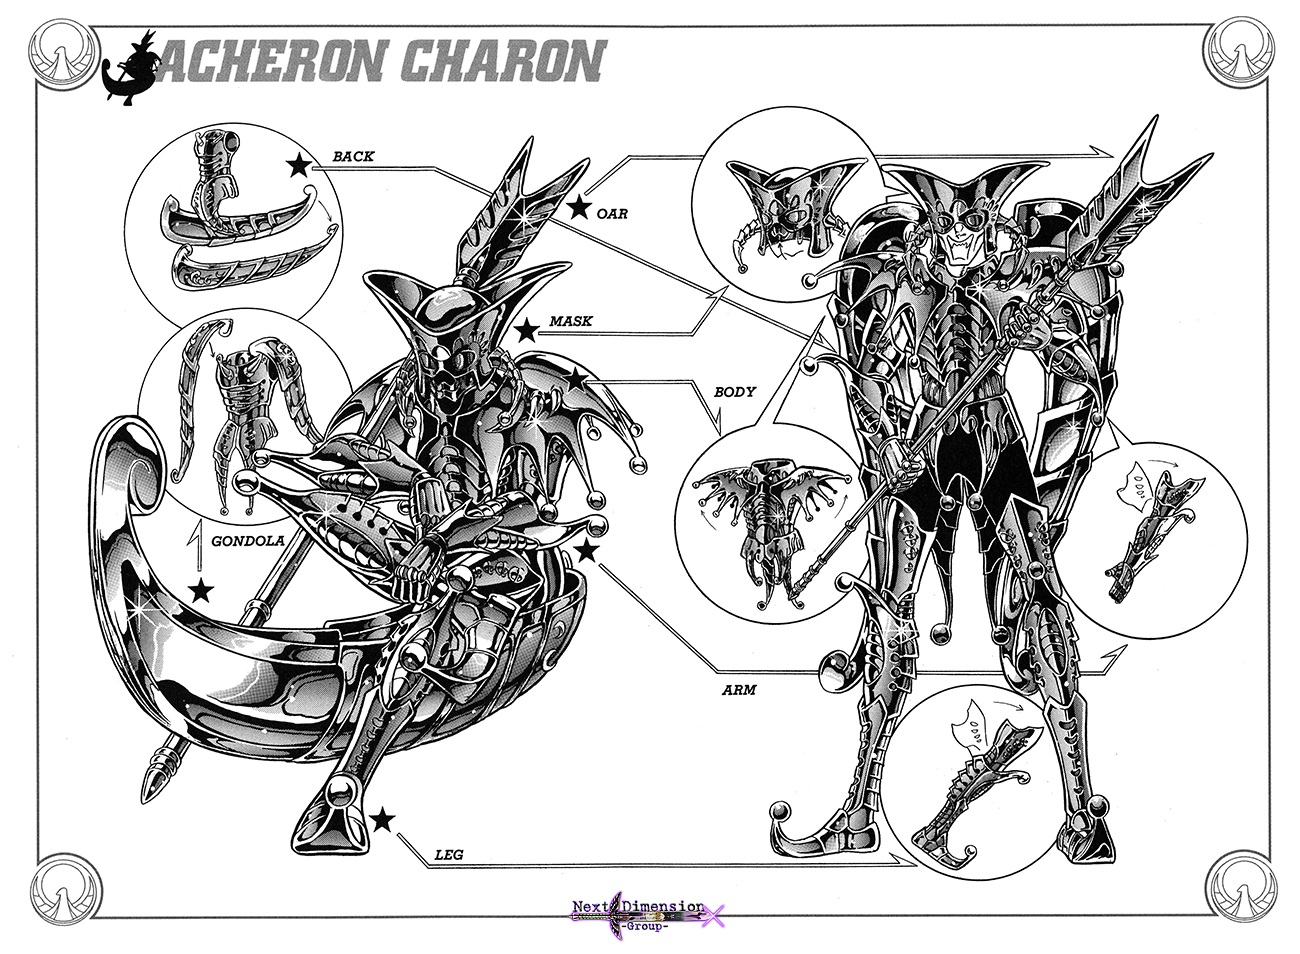 ACHERON CHARON
BACK
OAR
MASK
BODY
GONDOLA
ARM
LEG
Next Dimension
-Group-